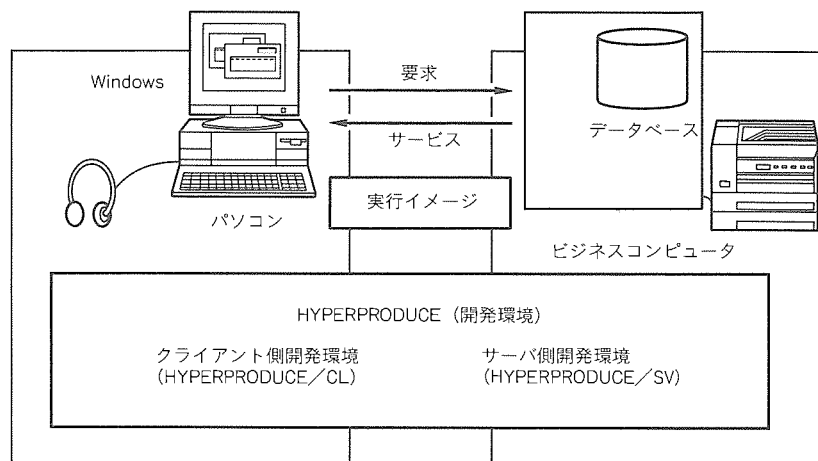 Windows
要求
サービス
データベース
パソコン
実行イメージ
ビジネスコンピュータ
HYPERPRODUCE(開発環境)
クライアント側開発環境
(HYPERPRODUCE/CL)
サーバ側開発環境
(HYPERPRODUCE/SV)